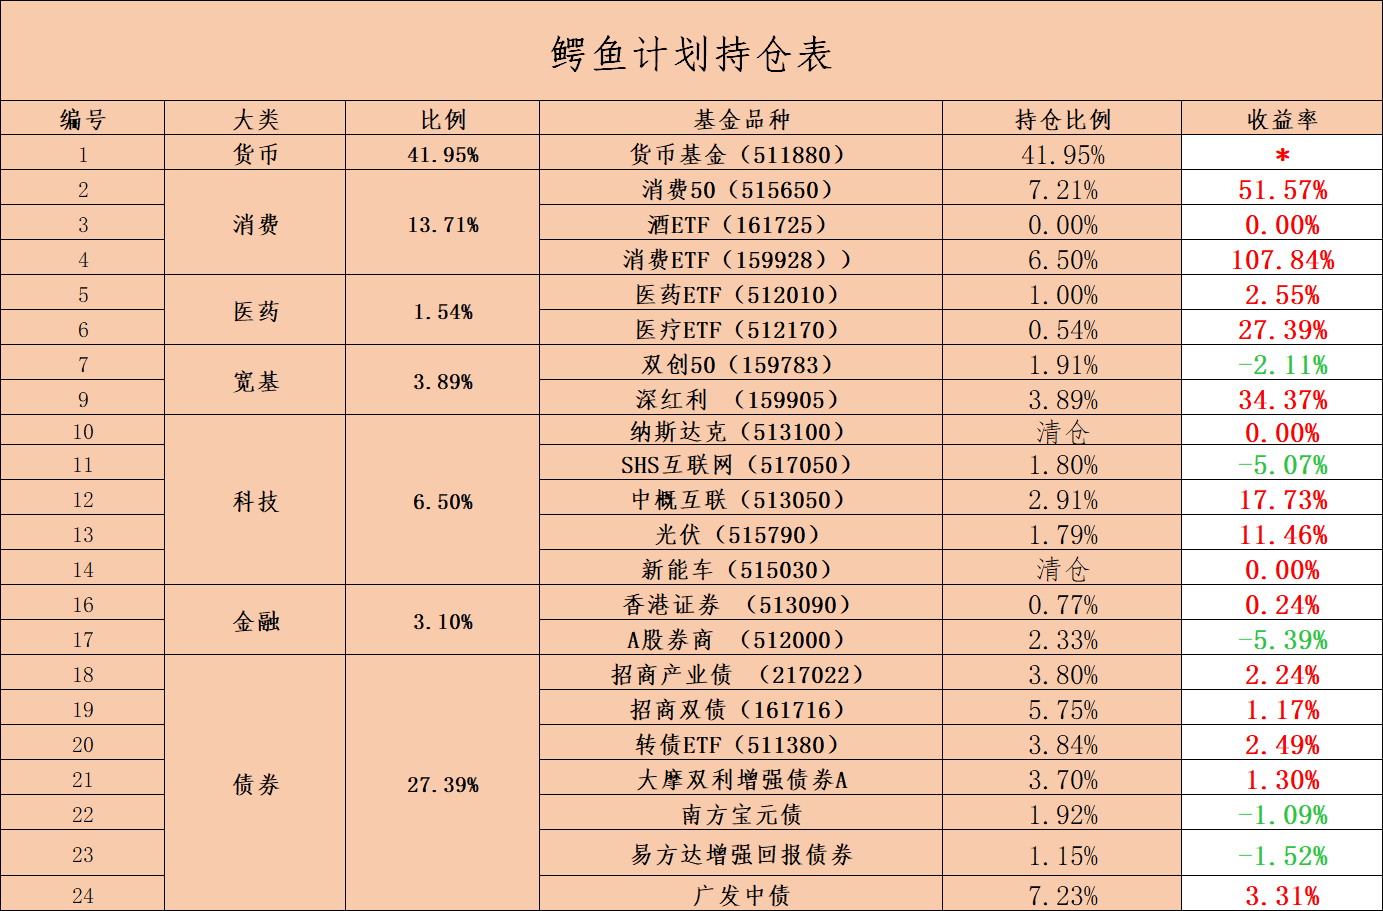 鳄鱼计划持仓表
编号 大类 比例 基金品种 持仓比例 收益率
1 货币 41.95% 货币基金（511880） 41.95% *
2 消费 13.71% 消费50（515650） 7.21% 51.57%
3 酒ETF（161725） 0.00% 0.00%
4 消费ETF（159928）） 6.50% 107.84%
5 医药 1.54% 医药ETF（512010） 1.00% 2.55%
6 医疗ETF（512170） 0.54% 27.39%
7 宽基 3.89% 双创50（159783） 1.91% -2.11%
9 深红利 （159905） 3.89% 34.37%
10 科技 6.50% 纳斯达克（513100） 清仓 0.00%
11 SHS互联网（517050） 1.80% -5.07%
12 中概互联（513050） 2.91% 17.73%
13 光伏（515790） 1.79% 11.46%
14 新能车（515030） 清仓 0.00%
16 金融 3.10% 香港证券 （513090） 0.77% 0.24%
17 A股券商 （512000） 2.33% -5.39%
18 债券 27.39% 招商产业债 （217022） 3.80% 2.24%
19 招商双债（161716） 5.75% 1.17%
20 转债ETF（511380） 3.84% 2.49%
21 大摩双利增强债券A 3.70% 1.30%
22 南方宝元债 1.92% -1.09%
23 易方达增强回报债券 1.15% -1.52%
24 广发中债 7.23% 3.31%